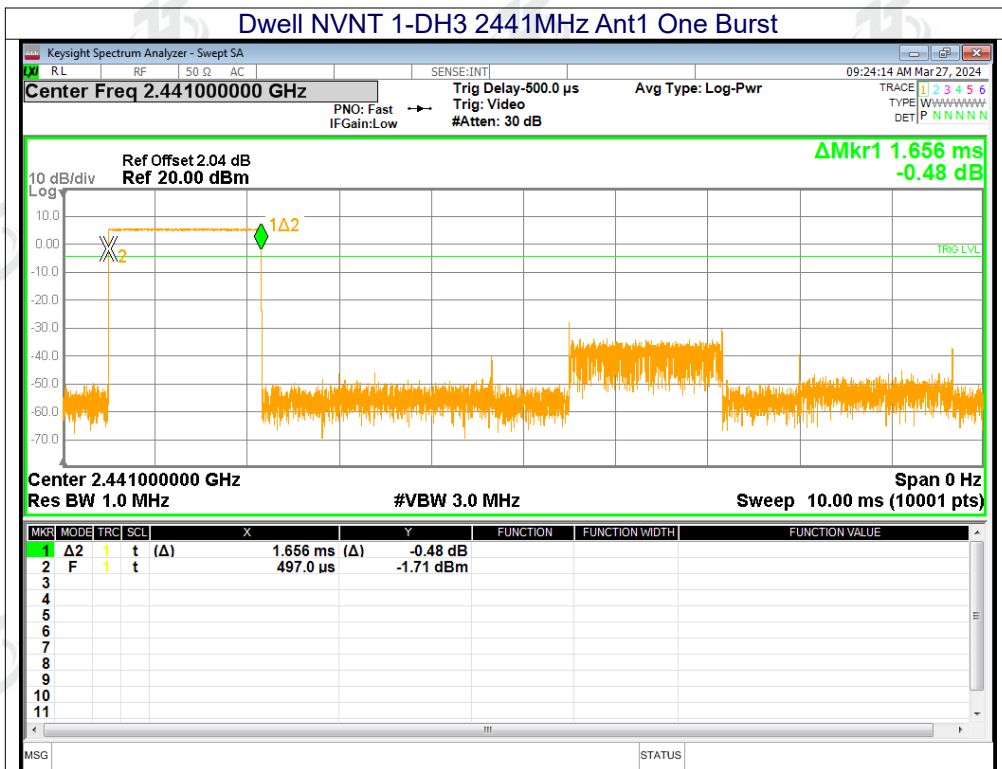 Dwell NVNT 1-DH3 2441MHz Ant1 One Burst
Keysight Spectrum Analyzer - Swept SA
LXI RL RF 50 Ω AC SENSE:INT 09:24:14 AM Mar 27, 2024
Center Freq 2.441000000 GHz Trig Delay-500.0 µs Avg Type: Log-Pwr TRACE 1 2 3 4 5 6
PNO: Fast Trig: Video TYPE WWWWWW
IFGain:Low #Atten: 30 dB DET P N N N N N
ΔMkr1 1.656 ms
-0.48 dB
Ref Offset 2.04 dB
10 dB/div Ref 20.00 dBm
Log
10.0
1Δ2
0.00
2
TRIG LVL
-10.0
-20.0
-30.0
-40.0
-50.0
-60.0
-70.0
Center 2.441000000 GHz Span 0 Hz
Res BW 1.0 MHz #VBW 3.0 MHz Sweep 10.00 ms (10001 pts)
MKR MODE TRC SCL X Y FUNCTION FUNCTION WIDTH FUNCTION VALUE
1 Δ2 1 t (Δ) 1.656 ms (Δ) -0.48 dB
2 F 1 t 497.0 µs -1.71 dBm
3
4
5
6
7
8
9
10
11
MSG STATUS